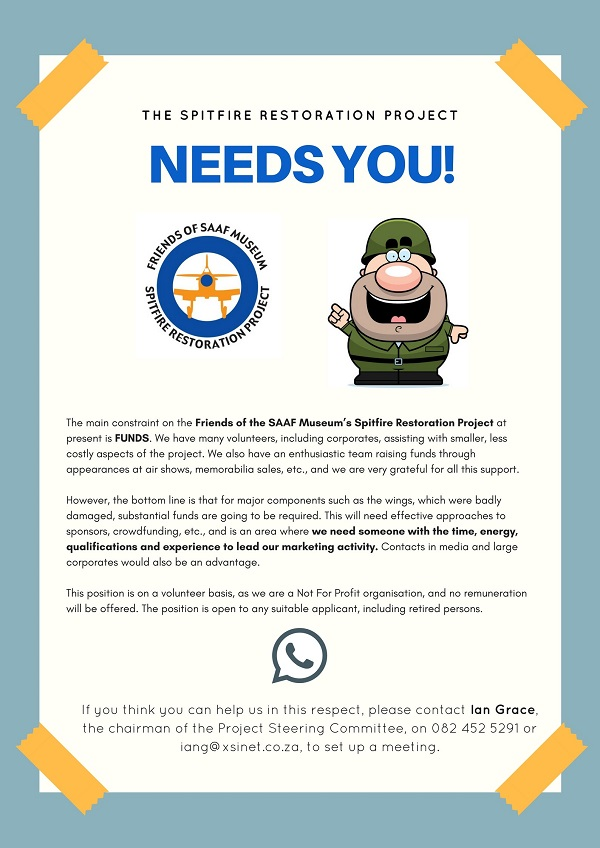 THE SPITFIRE RESTORATION PROJECT
NEEDS YOU!
FRIENDS OF SAAF MUSEUM
SPITFIRE RESTORATION PROJECT
The main constraint on the Friends of the SAAF Museum's Spitfire Restoration Project at
present is FUNDS. We have many volunteers, including corporates, assisting with smaller, less
costly aspects of the project. We also have an enthusiastic team raising funds through
appearances at air shows, memorabilia sales, etc., and we are very grateful for all this support.
However, the bottom line is that for major components such as the wings, which were badly
damaged, substantial funds are going to be required. This will need effective approaches to
sponsors, crowdfunding, etc., and is an area where we need someone with the time, energy,
qualifications and experience to lead our marketing activity. Contacts in media and large
corporates would also be an advantage.
This position is on a volunteer basis, as we are a Not For Profit organisation, and no remuneration
will be offered. The position is open to any suitable applicant, including retired persons.
If you think you can help us in this respect, please contact Ian Grace,
the chairman of the Project Steering Committee, on 082 452 5291 or
iang@xsinet.co.za, to set up a meeting.